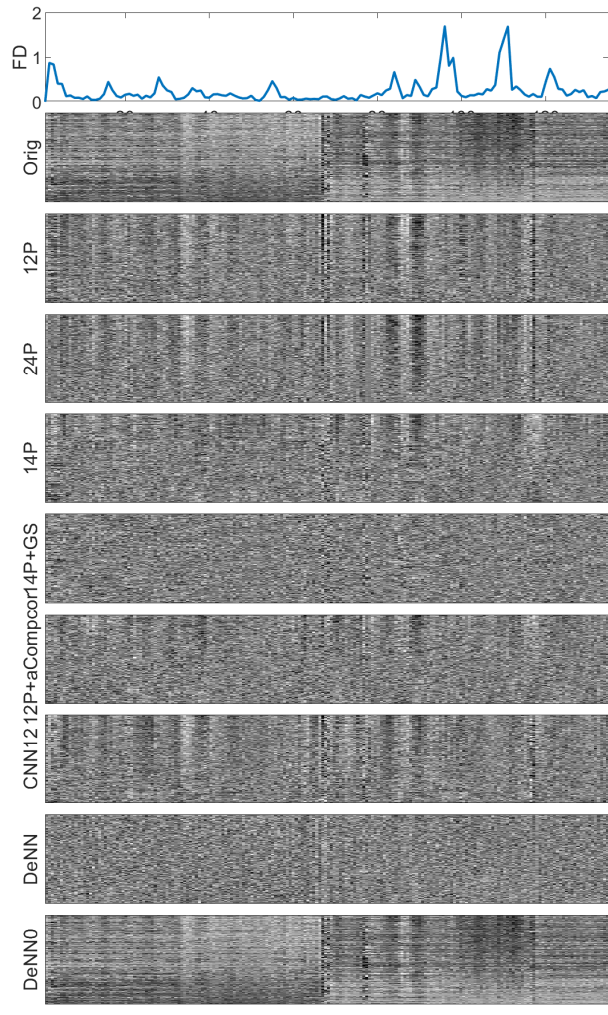 2
1
0
FD
Orig
12P
24P
14P
14P+GS
12P+aCompcor
CNN12
DeNN
DeNN0